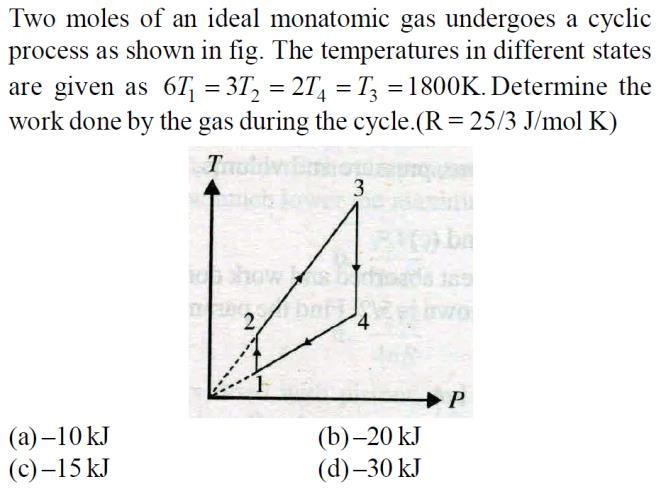 Two moles of an ideal monatomic gas undergoes a cyclic
process as shown in fig. The temperatures in different states
are given as 6T₁ = 3T₂ = 2T₄ = T₃ = 1800K. Determine the
work done by the gas during the cycle.(R = 25/3 J/mol K)
T
3
2
4
1
P
(a) –10 kJ (b) –20 kJ
(c) –15 kJ (d) –30 kJ